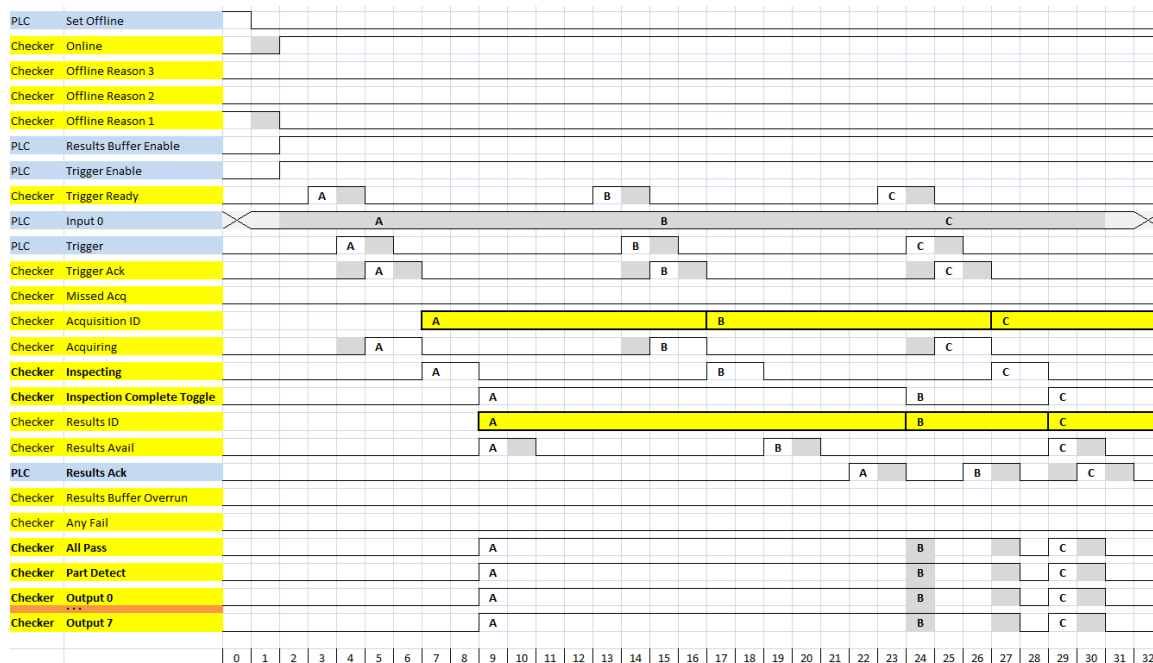 PLC Set Offline
Checker Online
Checker Offline Reason 3
Checker Offline Reason 2
Checker Offline Reason 1
PLC Results Buffer Enable
PLC Trigger Enable
Checker Trigger Ready A B C
PLC Input 0 A B C
PLC Trigger A B C
Checker Trigger Ack A B C
Checker Missed Acq
Checker Acquisition ID A B C
Checker Acquiring A B C
Checker Inspecting A B C
Checker Inspection Complete Toggle A B C
Checker Results ID A B C
Checker Results Avail A B C
PLC Results Ack A B C
Checker Results Buffer Overrun
Checker Any Fail
Checker All Pass A B C
Checker Part Detect A B C
Checker Output 0 A B C
...
Checker Output 7 A B C
0 1 2 3 4 5 6 7 8 9 10 11 12 13 14 15 16 17 18 19 20 21 22 23 24 25 26 27 28 29 30 31 32